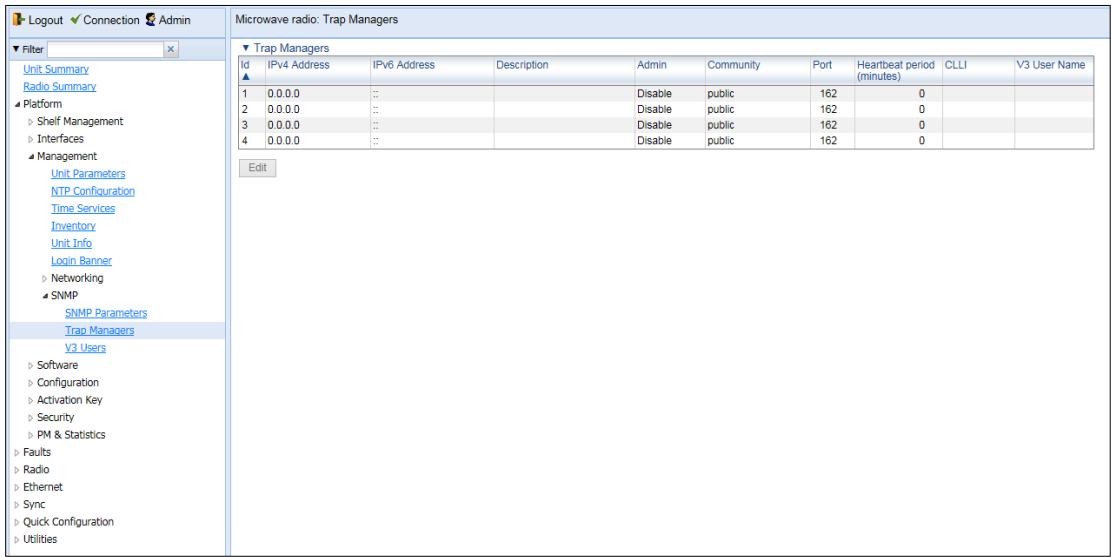 Logout Connection Admin
Microwave radio: Trap Managers
Filter
Unit Summary
Radio Summary
Platform
Shelf Management
Interfaces
Management
Unit Parameters
NTP Configuration
Time Services
Inventory
Unit Info
Login Banner
Networking
SNMP
SNMP Parameters
Trap Managers
V3 Users
Software
Configuration
Activation Key
Security
PM & Statistics
Faults
Radio
Ethernet
Sync
Quick Configuration
Utilities
Trap Managers
Id IPv4 Address IPv6 Address Description Admin Community Port Heartbeat period CLLI V3 User Name
(minutes)
1 0.0.0.0 :: Disable public 162 0
2 0.0.0.0 :: Disable public 162 0
3 0.0.0.0 :: Disable public 162 0
4 0.0.0.0 :: Disable public 162 0
Edit